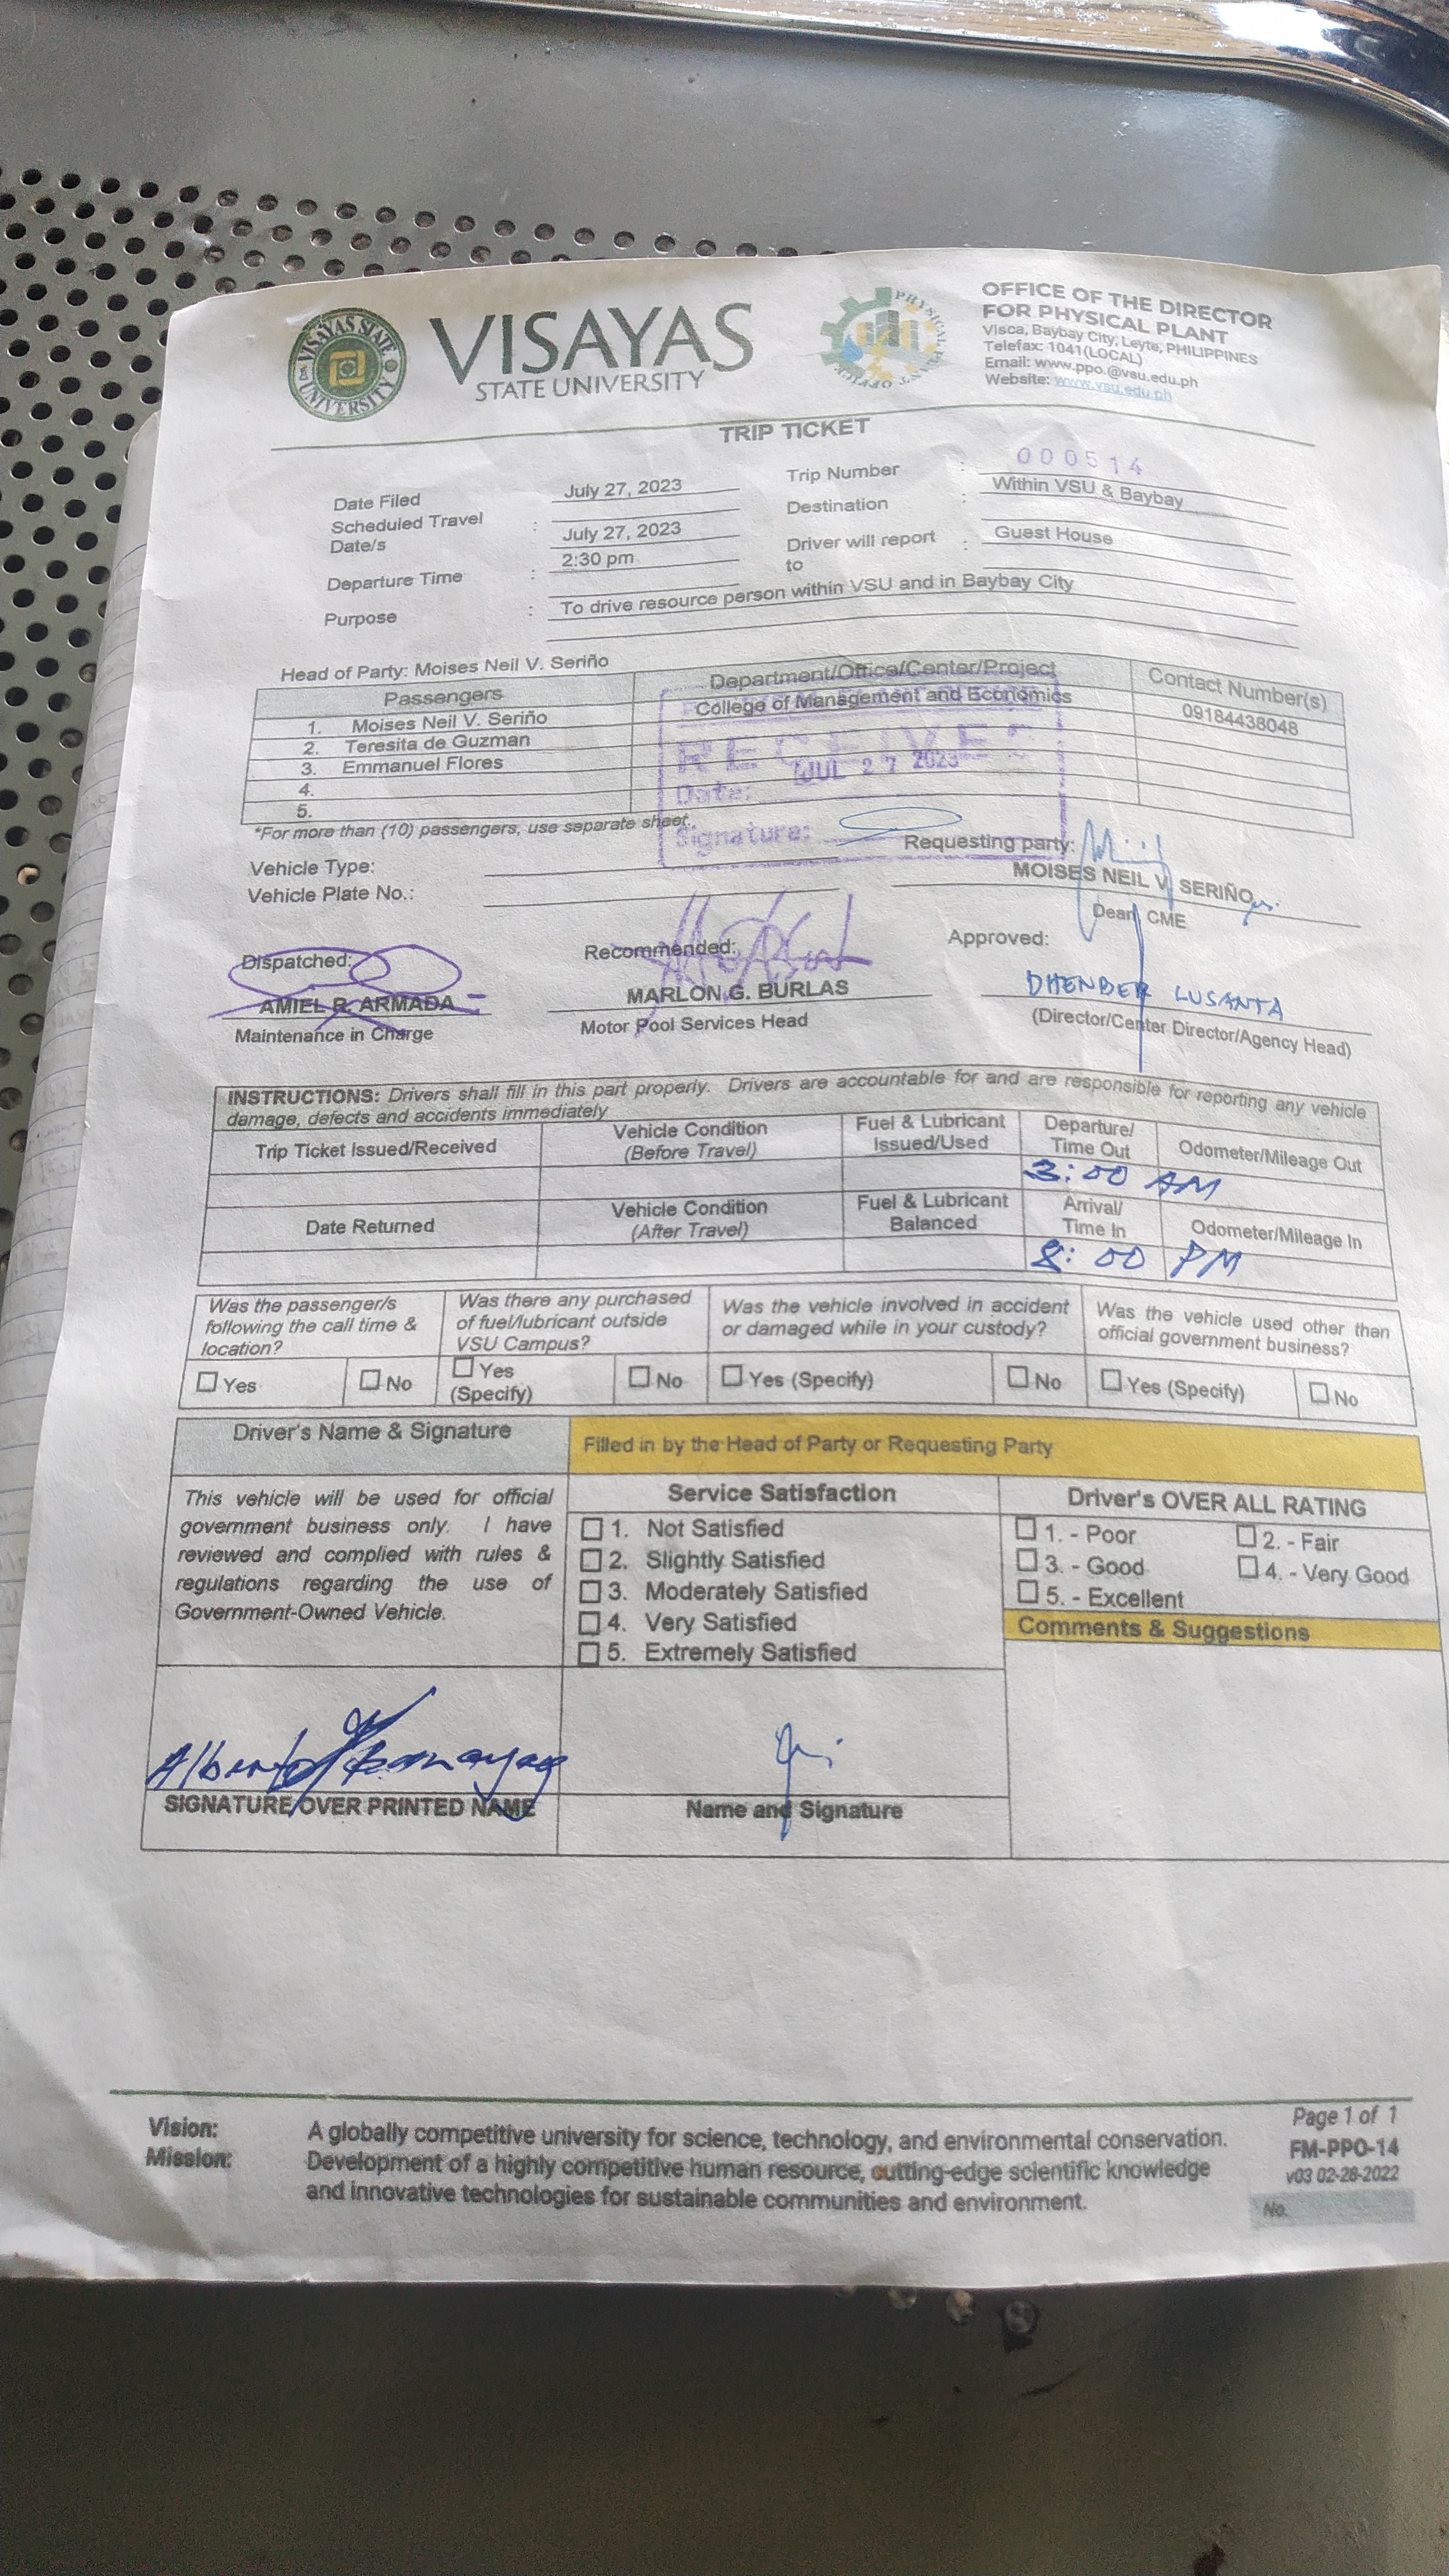 VISAYAS STATE UNIVERSITY
VISAYAS
STATE UNIVERSITY
PHYSICAL PLANT OFFICE
OFFICE OF THE DIRECTOR
FOR PHYSICAL PLANT
Visca, Baybay City, Leyte, PHILIPPINES
Telefax: 1041(LOCAL)
Email: www.ppo.@vsu.edu.ph
Website: www.vsu.edu.ph
TRIP TICKET
Date Filed July 27, 2023 Trip Number : 000514
Scheduled Travel Date/s : July 27, 2023 Destination : Within VSU & Baybay
Departure Time : 2:30 pm Driver will report to : Guest House
Purpose : To drive resource person within VSU and in Baybay City
Head of Party: Moises Neil V. Seriño
Passengers Department/Office/Center/Project Contact Number(s)
1. Moises Neil V. Seriño College of Management and Economics 09184438048
2. Teresita de Guzman
3. Emmanuel Flores
4.
5.
RECEIVED
Date: JUL 27 2023
Signature:
*For more than (10) passengers, use separate sheet.
Vehicle Type: Requesting party:
Vehicle Plate No.: MOISES NEIL V. SERIÑO
Dean, CME
Dispatched: Recommended: Approved:
AMIEL R. ARMADA MARLON G. BURLAS DHENBER LUSANTA
Maintenance in Charge Motor Pool Services Head (Director/Center Director/Agency Head)
INSTRUCTIONS: Drivers shall fill in this part properly. Drivers are accountable for and are responsible for reporting any vehicle
damage, defects and accidents immediately
Trip Ticket Issued/Received Vehicle Condition (Before Travel) Fuel & Lubricant Issued/Used Departure/ Time Out Odometer/Mileage Out
3:00 AM
Date Returned Vehicle Condition (After Travel) Fuel & Lubricant Balanced Arrival/ Time In Odometer/Mileage In
8:00 PM
Was the passenger/s following the call time & location? Was there any purchased of fuel/lubricant outside VSU Campus? Was the vehicle involved in accident or damaged while in your custody? Was the vehicle used other than official government business?
Yes No Yes (Specify) No Yes (Specify) No Yes (Specify) No
Driver's Name & Signature Filled in by the Head of Party or Requesting Party
This vehicle will be used for official
government business only. I have
reviewed and complied with rules &
regulations regarding the use of
Government-Owned Vehicle.
Service Satisfaction
1. Not Satisfied
2. Slightly Satisfied
3. Moderately Satisfied
4. Very Satisfied
5. Extremely Satisfied
Driver's OVER ALL RATING
1. - Poor 2. - Fair
3. - Good 4. - Very Good
5. - Excellent
Comments & Suggestions
Alberto
SIGNATURE OVER PRINTED NAME Name and Signature
Vision: A globally competitive university for science, technology, and environmental conservation.
Mission: Development of a highly competitive human resource, cutting-edge scientific knowledge
and innovative technologies for sustainable communities and environment.
Page 1 of 1
FM-PPO-14
v03 02-28-2022
No.